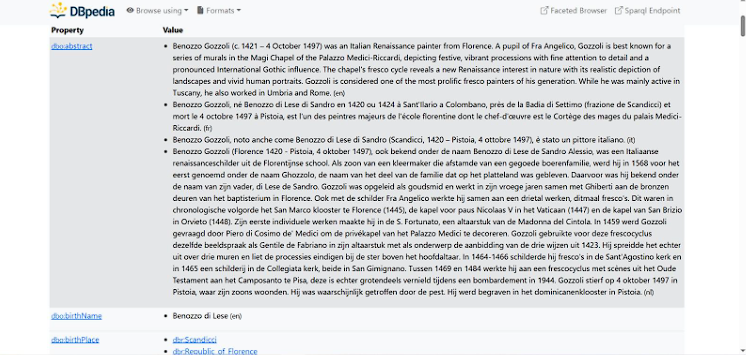 DBpedia Browse using Formats Faceted Browser Sparql Endpoint
Property Value
dbo:abstract
Benozzo Gozzoli (c. 1421 – 4 October 1497) was an Italian Renaissance painter from Florence. A pupil of Fra Angelico, Gozzoli is best known for a
series of murals in the Magi Chapel of the Palazzo Medici-Riccardi, depicting festive, vibrant processions with fine attention to detail and a
pronounced International Gothic influence. The chapel's fresco cycle reveals a new Renaissance interest in nature with its realistic depiction of
landscapes and vivid human portraits. Gozzoli is considered one of the most prolific fresco painters of his generation. While he was mainly active in
Tuscany, he also worked in Umbria and Rome. (en)
Benozzo Gozzoli, né Benozzo di Lese di Sandro en 1420 ou 1424 à Sant'Ilario a Colombano, près de la Badia di Settimo (frazione de Scandicci) et
mort le 4 octobre 1497 à Pistoia, est l'un des peintres majeurs de l'école florentine dont le chef-d'œuvre est le Cortège des mages du palais Medici-
Riccardi. (fr)
Benozzo Gozzoli, noto anche come Benozzo di Lese di Sandro (Scandicci, 1420 – Pistoia, 4 ottobre 1497), è stato un pittore italiano. (it)
Benozzo Gozzoli (Florence 1420 - Pistoia, 4 oktober 1497), ook bekend onder de naam Benozzo di Lese de Sandro Alessio, was een Italiaanse
renaissanceschilder uit de Florentijnse school. Als zoon van een kleermaker die afstamde van een gegoede boerenfamilie, werd hij in 1568 voor het
eerst genoemd onder de naam Ghozzolo, de naam van het deel van de familie dat op het platteland was gebleven. Daarvoor was hij bekend onder
de naam van zijn vader, di Lese de Sandro. Gozzoli was opgeleid als goudsmid en werkt in zijn vroege jaren samen met Ghiberti aan de bronzen
deuren van het baptisterium in Florence. Ook met de schilder Fra Angelico werkte hij samen aan een drietal werken, ditmaal fresco's. Dit waren in
chronologische volgorde het San Marco klooster te Florence (1445), de kapel voor paus Nicolaas V in het Vaticaan (1447) en de kapel van San Brizio
in Orvieto (1448). Zijn eerste individuele werken maakte hij in de S. Fortunato, een altaarstuk van de Madonna del Cintola. In 1459 werd Gozzoli
gevraagd door Piero di Cosimo de' Medici om de privékapel van het Palazzo Medici te decoreren. Gozzoli gebruikte voor deze frescocyclus
dezelfde beeldspraak als Gentile de Fabriano in zijn altaarstuk met als onderwerp de aanbidding van de drie wijzen uit 1423. Hij spreidde het echter
uit over drie muren en liet de processies eindigen bij de ster boven het hoofdaltaar. In 1464-1466 schilderde hij fresco's in de Sant'Agostino kerk en
in 1465 een schilderij in de Collegiata kerk, beide in San Gimignano. Tussen 1469 en 1484 werkte hij aan een frescocyclus met scènes uit het Oude
Testament aan het Camposanto te Pisa, deze is echter grotendeels vernield tijdens een bombardement in 1944. Gozzoli stierf op 4 oktober 1497 in
Pistoia, waar zijn zoons woonden. Hij was waarschijnlijk getroffen door de pest. Hij werd begraven in het dominicanenklooster in Pistoia. (nl)
dbo:birthName Benozzo di Lese (en)
dbo:birthPlace dbr:Scandicci
dbr:Republic_of_Florence